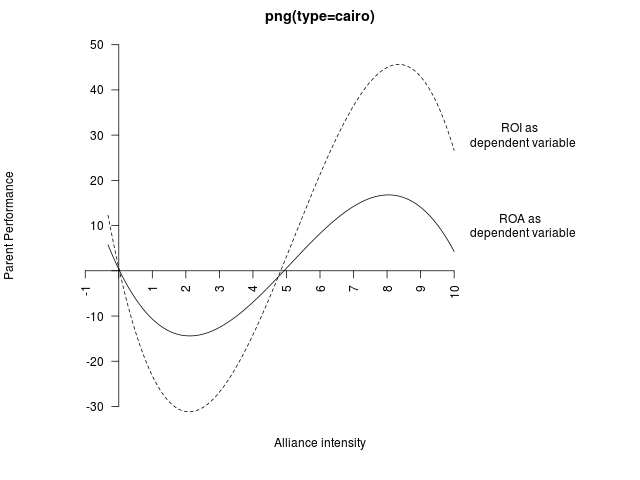 png(type=cairo)
50
40
30
20
10
-10
-20
-30
ROI as
dependent variable
ROA as
dependent variable
Parent Performance
-1
1
2
3
4
5
6
7
8
9
10
Alliance intensity